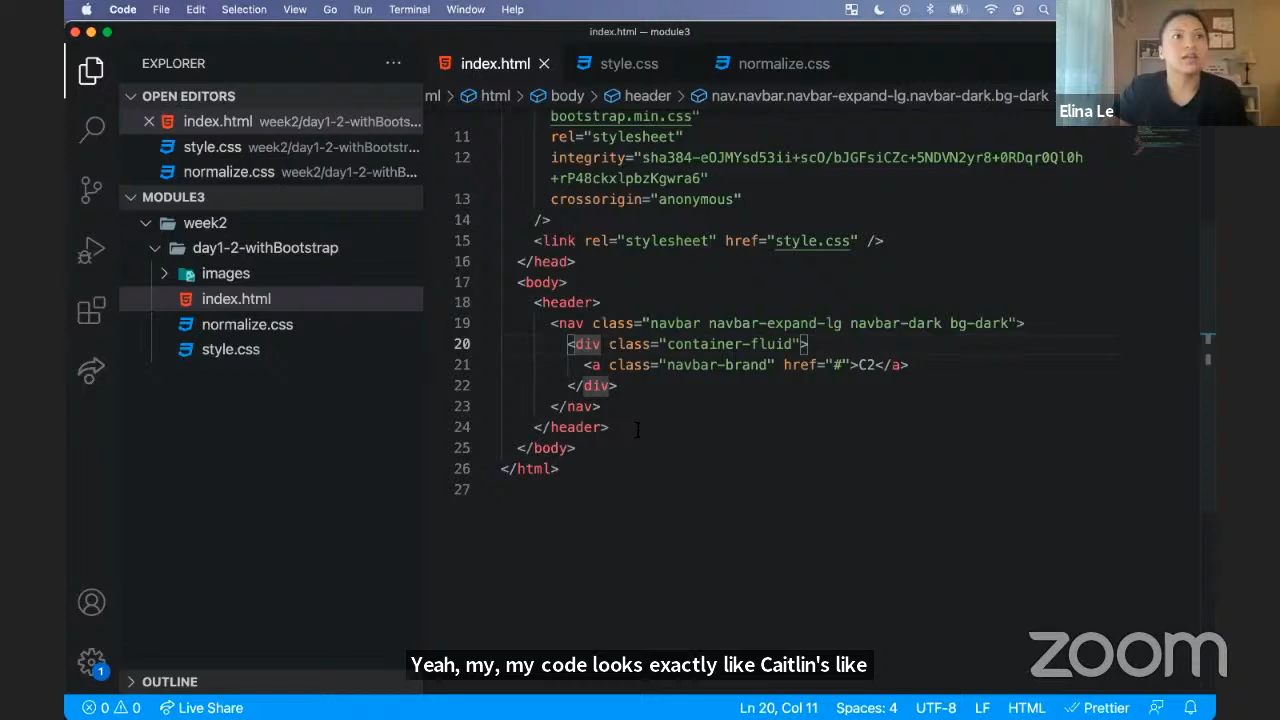 Code File Edit Selection View Go Run Terminal Window Help
index.html — module3
EXPLORER ···
OPEN EDITORS
index.html week2/day1-2-withBoots...
style.css week2/day1-2-withBootstr...
normalize.css week2/day1-2-withB...
MODULE3
week2
day1-2-withBootstrap
images
index.html
normalize.css
style.css
OUTLINE
index.html style.css normalize.css
ml > html > body > header > nav.navbar.navbar-expand-lg.navbar-dark.bg-dark
bootstrap.min.css"
11 rel="stylesheet"
12 integrity="sha384-eOJMYsd53ii+scO/bJGFsiCZc+5NDVN2yr8+0RDqr0Ql0h
+rP48ckxlpbzKgwra6"
13 crossorigin="anonymous"
14 />
15 <link rel="stylesheet" href="style.css" />
16 </head>
17 <body>
18 <header>
19 <nav class="navbar navbar-expand-lg navbar-dark bg-dark">
20 <div class="container-fluid">
21 <a class="navbar-brand" href="#">C2</a>
22 </div>
23 </nav>
24 </header>
25 </body>
26 </html>
27
Elina Le
Yeah, my, my code looks exactly like Caitlin's like
zoom
1
0 0 Live Share Ln 20, Col 11 Spaces: 4 UTF-8 LF HTML Prettier